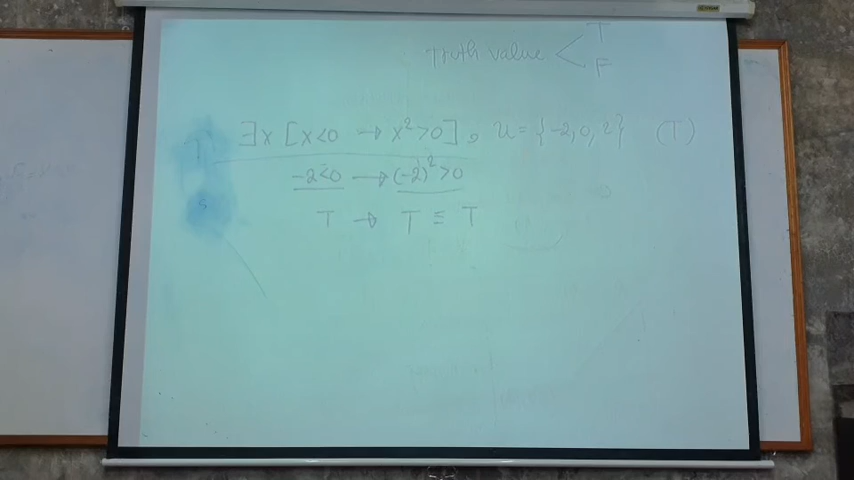 Truth value < T
F
∃x [x<0 → x²>0] , U = {-2, 0, 2} (T)
-2<0 → (-2)²>0
T → T ≡ T